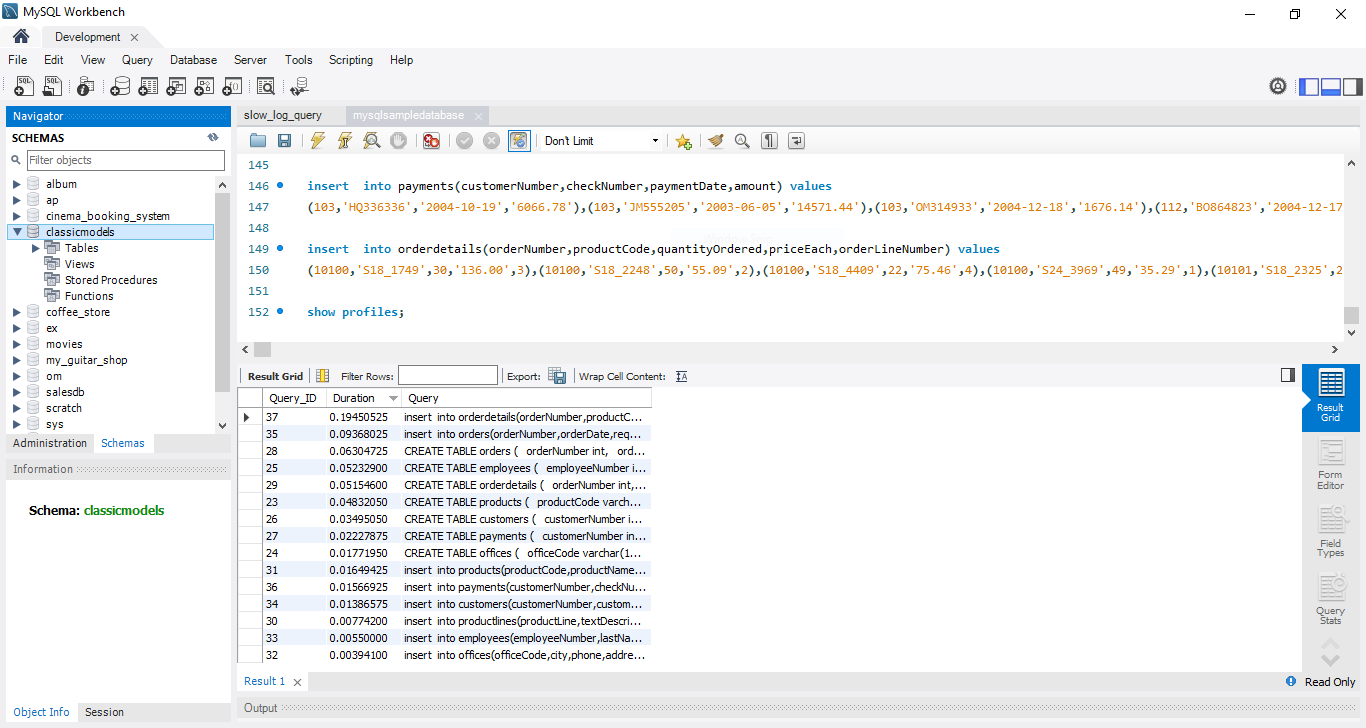 MySQL Workbench
Development
File Edit View Query Database Server Tools Scripting Help
Navigator
SCHEMAS
Filter objects
album
ap
cinema_booking_system
classicmodels
Tables
Views
Stored Procedures
Functions
coffee_store
ex
movies
my_guitar_shop
om
salesdb
scratch
sys
Administration Schemas
Information
Schema: classicmodels
Object Info Session
slow_log_query mysqlsampledatabase
Don't Limit
145
146 insert into payments(customerNumber,checkNumber,paymentDate,amount) values
147 (103,'HQ336336','2004-10-19','6066.78'),(103,'JM555205','2003-06-05','14571.44'),(103,'OM314933','2004-12-18','1676.14'),(112,'BO864823','2004-12-17
148
149 insert into orderdetails(orderNumber,productCode,quantityOrdered,priceEach,orderLineNumber) values
150 (10100,'S18_1749',30,'136.00',3),(10100,'S18_2248',50,'55.09',2),(10100,'S18_4409',22,'75.46',4),(10100,'S24_3969',49,'35.29',1),(10101,'S18_2325',2
151
152 show profiles;
Result Grid Filter Rows: Export: Wrap Cell Content:
Query_ID Duration Query
37 0.19450525 insert into orderdetails(orderNumber,productC...
35 0.09368025 insert into orders(orderNumber,orderDate,req...
28 0.06304725 CREATE TABLE orders ( orderNumber int, ord...
25 0.05232900 CREATE TABLE employees ( employeeNumber i...
29 0.05154600 CREATE TABLE orderdetails ( orderNumber int,...
23 0.04832050 CREATE TABLE products ( productCode varch...
26 0.03495050 CREATE TABLE customers ( customerNumber i...
27 0.02227875 CREATE TABLE payments ( customerNumber in...
24 0.01771950 CREATE TABLE offices ( officeCode varchar(1...
31 0.01649425 insert into products(productCode,productName...
36 0.01566925 insert into payments(customerNumber,checkNu...
34 0.01386575 insert into customers(customerNumber,custom...
30 0.00774200 insert into productlines(productLine,textDescri...
33 0.00550000 insert into employees(employeeNumber,lastNa...
32 0.00394100 insert into offices(officeCode,city,phone,addre...
Result
Grid
Form
Editor
Field
Types
Query
Stats
Result 1
Read Only
Output